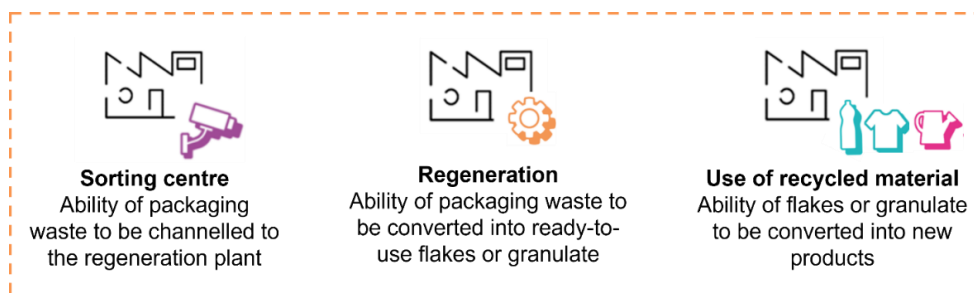 Sorting centre
Ability of packaging
waste to be channelled to
the regeneration plant
Regeneration
Ability of packaging waste to
be converted into ready-to-
use flakes or granulate
Use of recycled material
Ability of flakes or granulate
to be converted into new
products